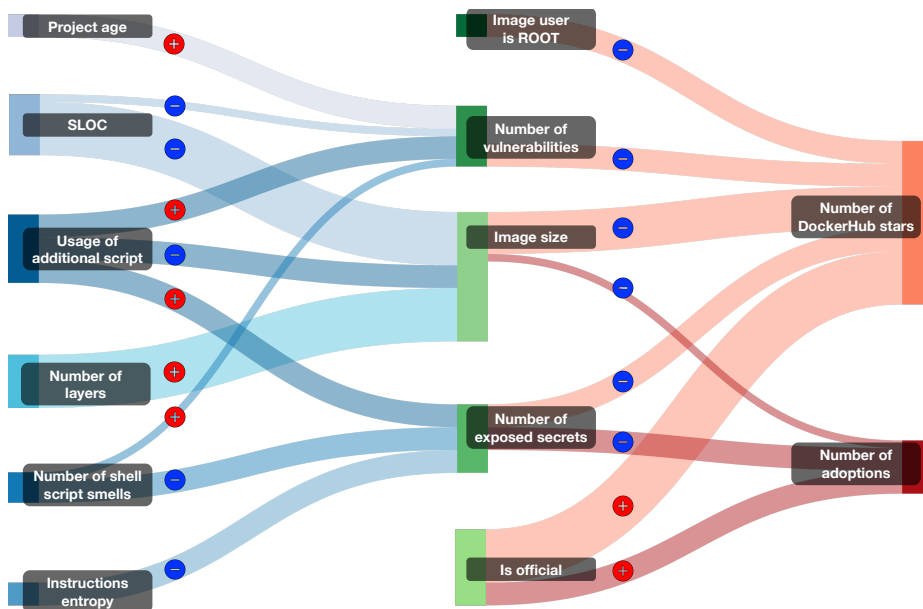 Project age
SLOC
Usage of
additional script
Number of
layers
Number of shell
script smells
Instructions
entropy
Image user
is ROOT
Number of
vulnerabilities
Image size
Number of
exposed secrets
Is official
Number of
DockerHub stars
Number of
adoptions
+
−
−
+
−
+
+
+
−
−
−
−
−
−
−
−
+
+